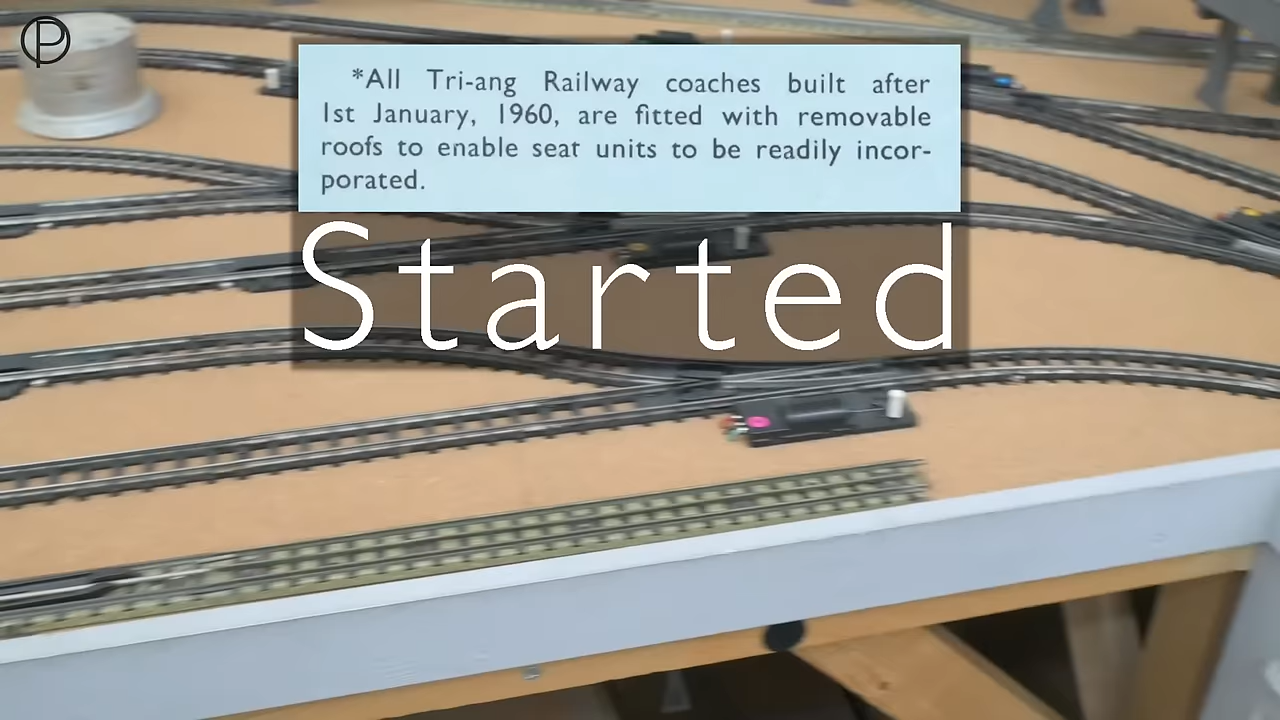 *All Tri-ang Railway coaches built after
1st January, 1960, are fitted with removable
roofs to enable seat units to be readily incor-
porated.
Started